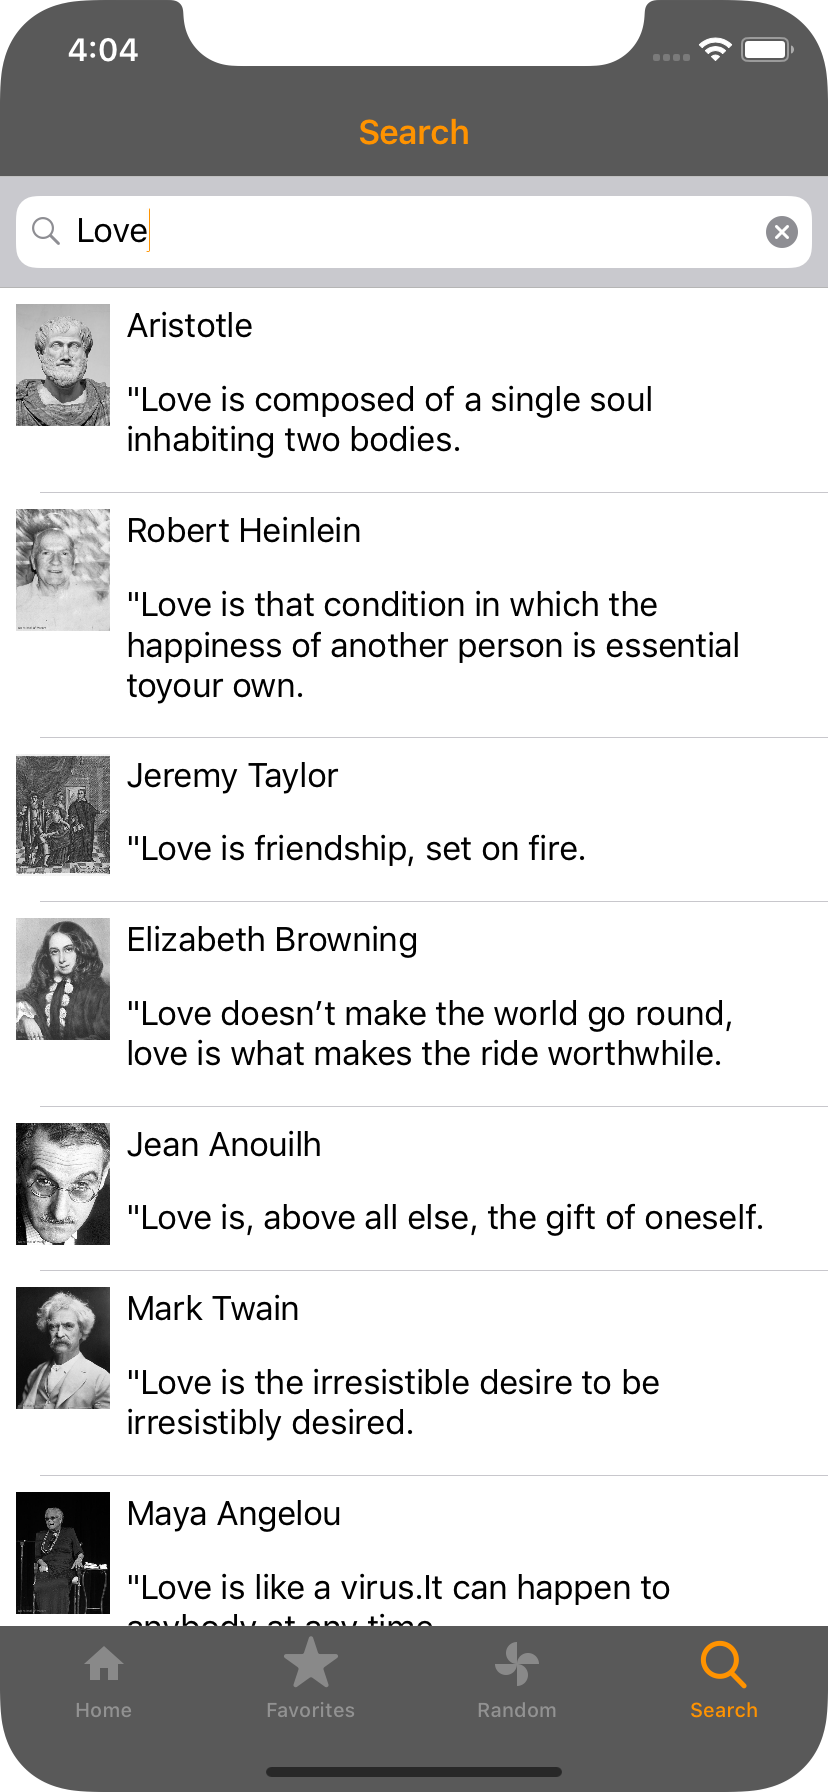 4:04
Search
Love
Aristotle
"Love is composed of a single soul
inhabiting two bodies.
Robert Heinlein
"Love is that condition in which the
happiness of another person is essential
toyour own.
Jeremy Taylor
"Love is friendship, set on fire.
Elizabeth Browning
"Love doesn’t make the world go round,
love is what makes the ride worthwhile.
Jean Anouilh
"Love is, above all else, the gift of oneself.
Mark Twain
"Love is the irresistible desire to be
irresistibly desired.
Maya Angelou
"Love is like a virus.It can happen to
anybody at any time
Home
Favorites
Random
Search